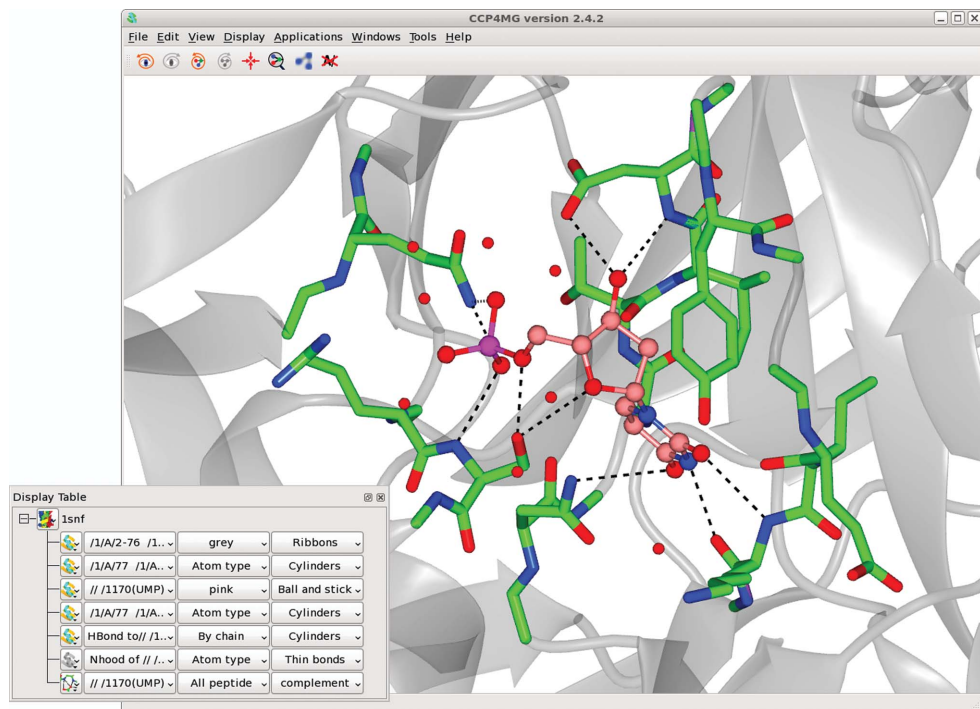 CCP4MG version 2.4.2
File Edit View Display Applications Windows Tools Help
Display Table
1snf
/1/A/2-76 /1.. grey Ribbons
/1/A/77 /1/A.. Atom type Cylinders
// /1170(UMP) pink Ball and stick
/1/A/77 /1/A.. Atom type Cylinders
HBond to// /1.. By chain Cylinders
Nhood of // /.. Atom type Thin bonds
// /1170(UMP) All peptide complement